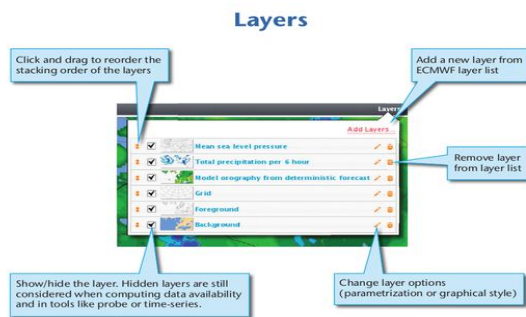 Layers
Click and drag to reorder the
stacking order of the layers
Add a new layer from
ECMWF layer list
Layers
Add Layers...
Mean sea level pressure
Total precipitation per 6 hour
Model orography from deterministic forecast
Grid
Foreground
Background
Remove layer
from layer list
Show/hide the layer. Hidden layers are still
considered when computing data availability
and in tools like probe or time-series.
Change layer options
(parametrization or graphical style)